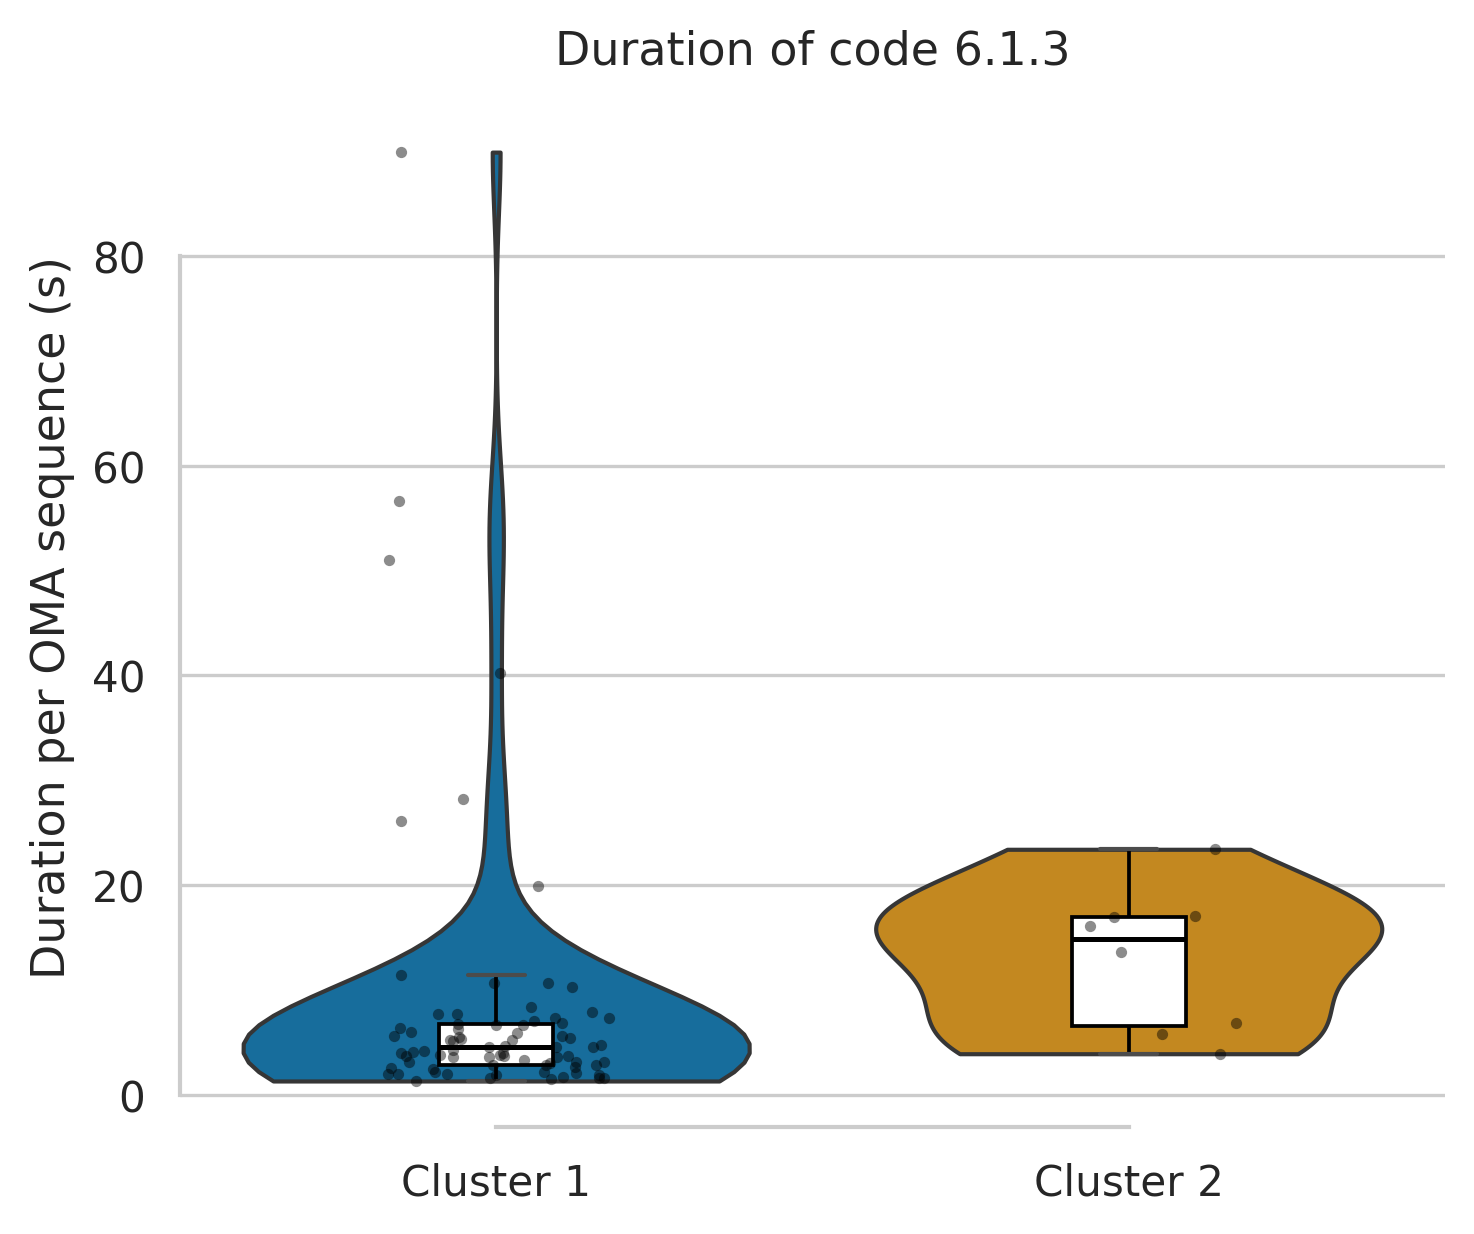 Duration of code 6.1.3
Duration per OMA sequence (s)
80
60
40
20
0
Cluster 1
Cluster 2